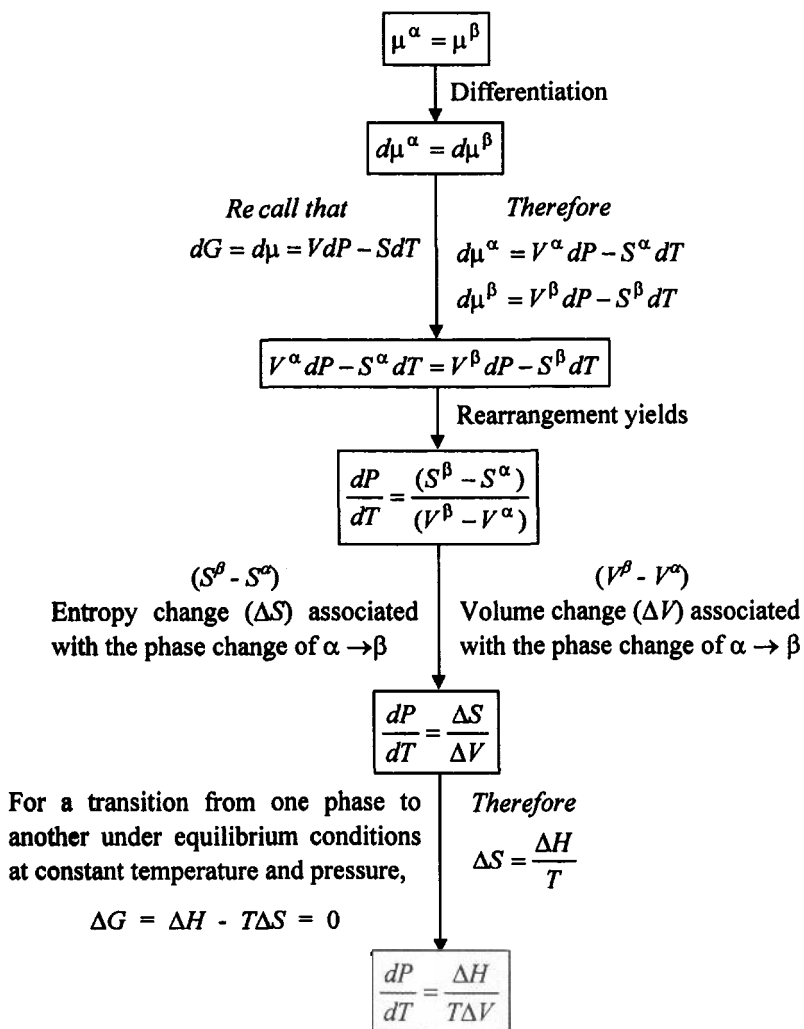 μ^α = μ^β
Differentiation
dμ^α = dμ^β
Re call that
dG = dμ = VdP − SdT
Therefore
dμ^α = V^α dP − S^α dT
dμ^β = V^β dP − S^β dT
V^α dP − S^α dT = V^β dP − S^β dT
Rearrangement yields
dP/dT = (S^β − S^α)/(V^β − V^α)
(S^β - S^α)
Entropy change (ΔS) associated
with the phase change of α →β
(V^β - V^α)
Volume change (ΔV) associated
with the phase change of α → β
dP/dT = ΔS/ΔV
For a transition from one phase to
another under equilibrium conditions
at constant temperature and pressure,
ΔG = ΔH - TΔS = 0
Therefore
ΔS = ΔH/T
dP/dT = ΔH/TΔV